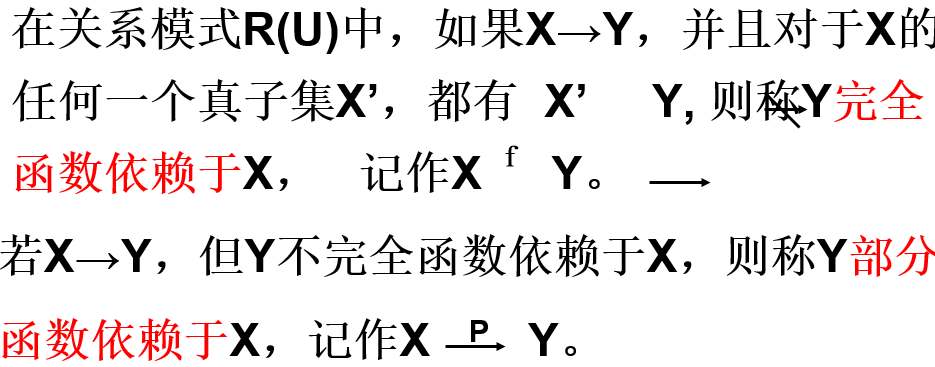 在关系模式R(U)中，如果X→Y，并且对于X的
任何一个真子集X’，都有 X’ Y, 则称Y完全
函数依赖于X， 记作X f Y。 →
若X→Y，但Y不完全函数依赖于X，则称Y部分
函数依赖于X，记作X P→ Y。